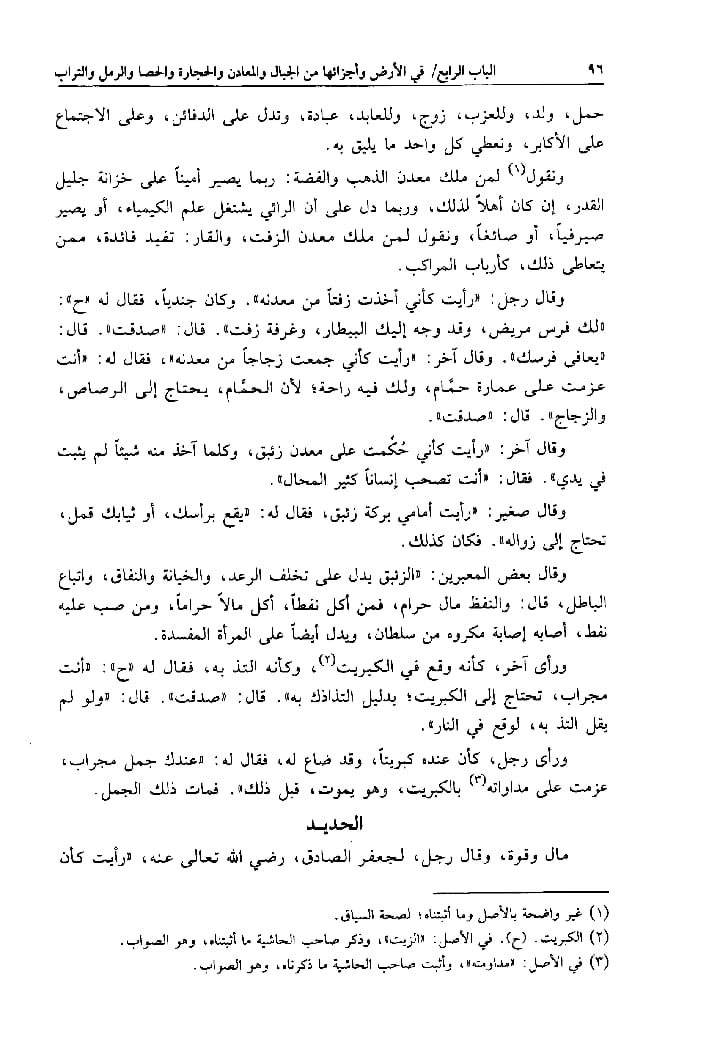 ٩٦ الباب الرابع/ في الأرض وأجزائها من الجبال والمعادن والحجارة والحصا والرمل والتراب
حمل، ولد، وللعزب، زوج، وللعابد، عبادة، وتدل على الدفائن، وعلى الاجتماع
على الأكابر، ونعطي كل واحد ما يليق به.
ونقول(١) لمن ملك معدن الذهب والفضة: ربما يصير أميناً على خزانة جليل
القدر، إن كان أهلاً لذلك، وربما دل على أن الرائي يشتغل علم الكيمياء، أو يصير
صيرفياً، أو صائغاً، ونقول لمن ملك معدن الزفت، والقار: تفيد فائدة، ممن
يتعاطى ذلك، كأرباب المراكب.
وقال رجل: «رأيت كأني أخذت زفتاً من معدنه». وكان جندياً، فقال له «ح»:
«لك فرس مريض، وقد وجه إليك البيطار، وغرفة زفت». قال: «صدقت». قال:
«يعافي فرسك». وقال آخر: «رأيت كأني جمعت زجاجاً من معدنه»، فقال له: «أنت
عزمت على عمارة حمَّام، ولك فيه راحة؛ لأن الحمَّام، يحتاج إلى الرصاص،
والزجاج». قال: «صدقت».
وقال آخر: «رأيت كأني حُكِّمت على معدن زئبق، وكلما آخذ منه شيئاً لم يثبت
في يدي». فقال: «أنت تصحب إنساناً كثير المحال».
وقال صغير: «رأيت أمامي بركة زئبق، فقال له: «يقع برأسك، أو ثيابك قمل،
تحتاج إلى زواله». فكان كذلك.
وقال بعض المعبرين: «الزئبق يدل على تخلف الرعد، والخيانة والنفاق، واتباع
الباطل، قال: والنفظ مال حرام، فمن أكل نفطاً، أكل مالاً حراماً، ومن صب عليه
نفط، أصابه إصابة مكروه من سلطان، ويدل أيضاً على المرأة المفسدة.
ورأى آخر، كأنه وقع في الكبريت(٢)، وكأنه التذ به، فقال له «ح»: «أنت
مجراب، تحتاج إلى الكبريت؛ بدليل التذاذك به». قال: «صدقت». قال: «ولو لم
يقل التذ به، لوقع في النار».
ورأى رجل، كأن عنده كبريتاً، وقد ضاع له، فقال له: «عندك جمل مجراب،
عزمت على مداواته(٣) بالكبريت، وهو يموت، قبل ذلك». فمات ذلك الجمل.
الحديد
مال وقوة، وقال رجل، لجعفر الصادق، رضي الله تعالى عنه، «رأيت كأن
(١) غير واضحة بالأصل وما أثبتناه؛ لصحة السياق.
(٢) الكبريت. (ح). في الأصل: «الزيت»، وذكر صاحب الحاشية ما أثبتناه، وهو الصواب.
(٣) في الأصل: «مداوته»، وأثبت صاحب الحاشية ما ذكرناه، وهو الصواب.